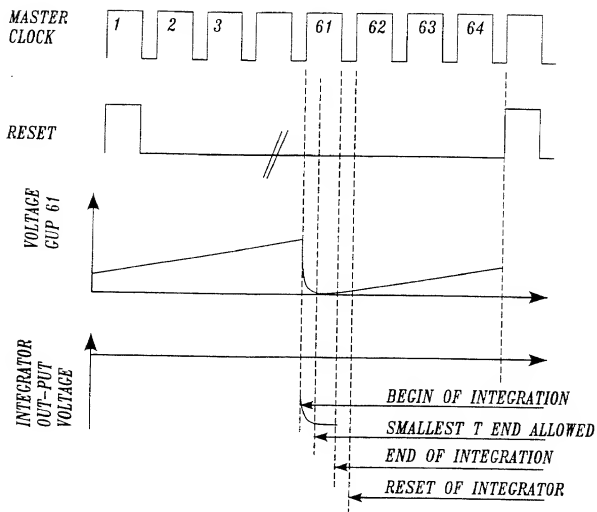 MASTER
CLOCK
1 2 3 61 62 63 64
RESET
VOLTAGE
GUP 61
INTEGRATOR
OUT-PUT
VOLTAGE
BEGIN OF INTEGRATION
SMALLEST T END ALLOWED
END OF INTEGRATION
RESET OF INTEGRATOR